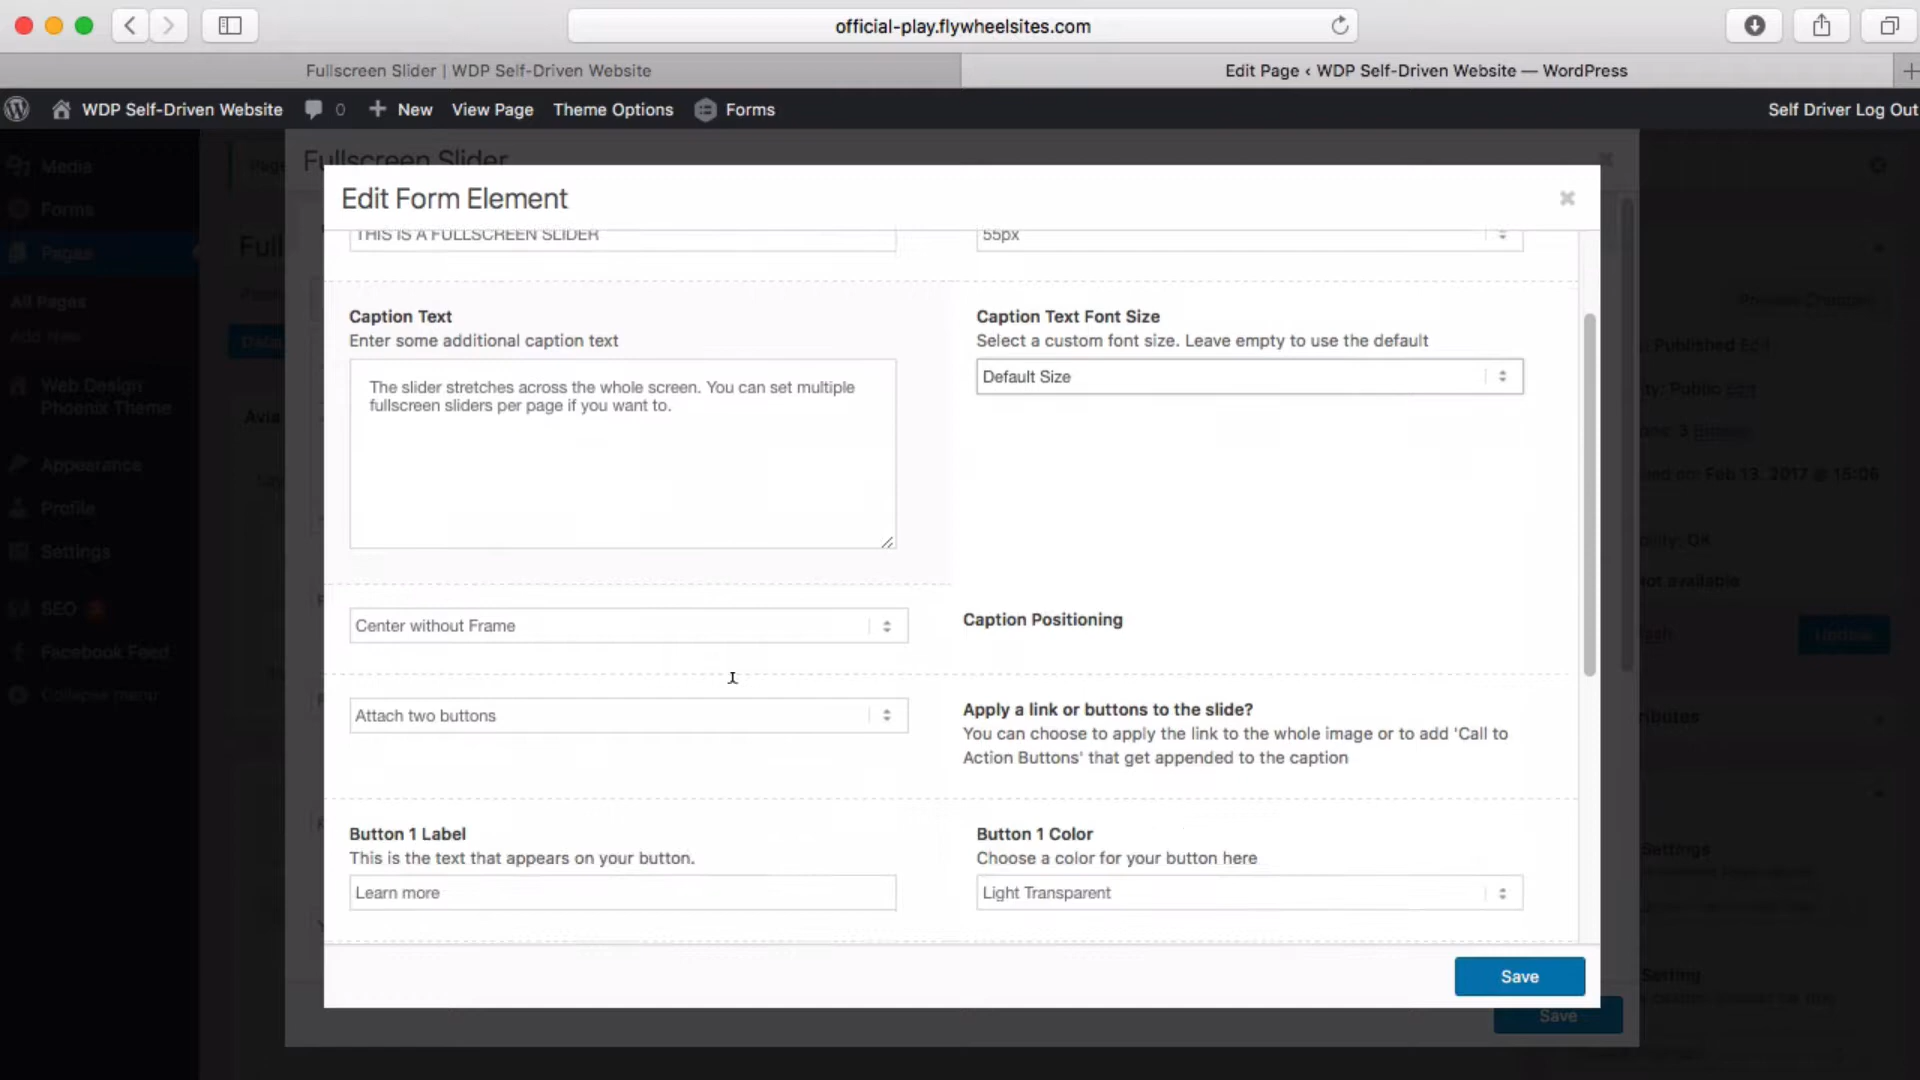 official-play.flywheelsites.com
Fullscreen Slider | WDP Self-Driven Website
Edit Page ‹ WDP Self-Driven Website — WordPress
WDP Self-Driven Website 0 New View Page Theme Options Forms Self Driver Log Out
Fullscreen Slider
Media
Forms
Pages
All Pages
Add New
Web Design
Phoenix Theme
Appearance
Profile
Settings
SEO
Facebook Feed
Collapse menu
Edit Form Element
THIS IS A FULLSCREEN SLIDER
55px
Caption Text
Enter some additional caption text
The slider stretches across the whole screen. You can set multiple
fullscreen sliders per page if you want to.
Caption Text Font Size
Select a custom font size. Leave empty to use the default
Default Size
Center without Frame
Caption Positioning
Attach two buttons
Apply a link or buttons to the slide?
You can choose to apply the link to the whole image or to add 'Call to
Action Buttons' that get appended to the caption
Button 1 Label
This is the text that appears on your button.
Learn more
Button 1 Color
Choose a color for your button here
Light Transparent
Save
Save
Preview Changes
Published Edit
Public Edit
3
Feb 13, 2017 @ 15:06
OK
Not available
Update
Settings